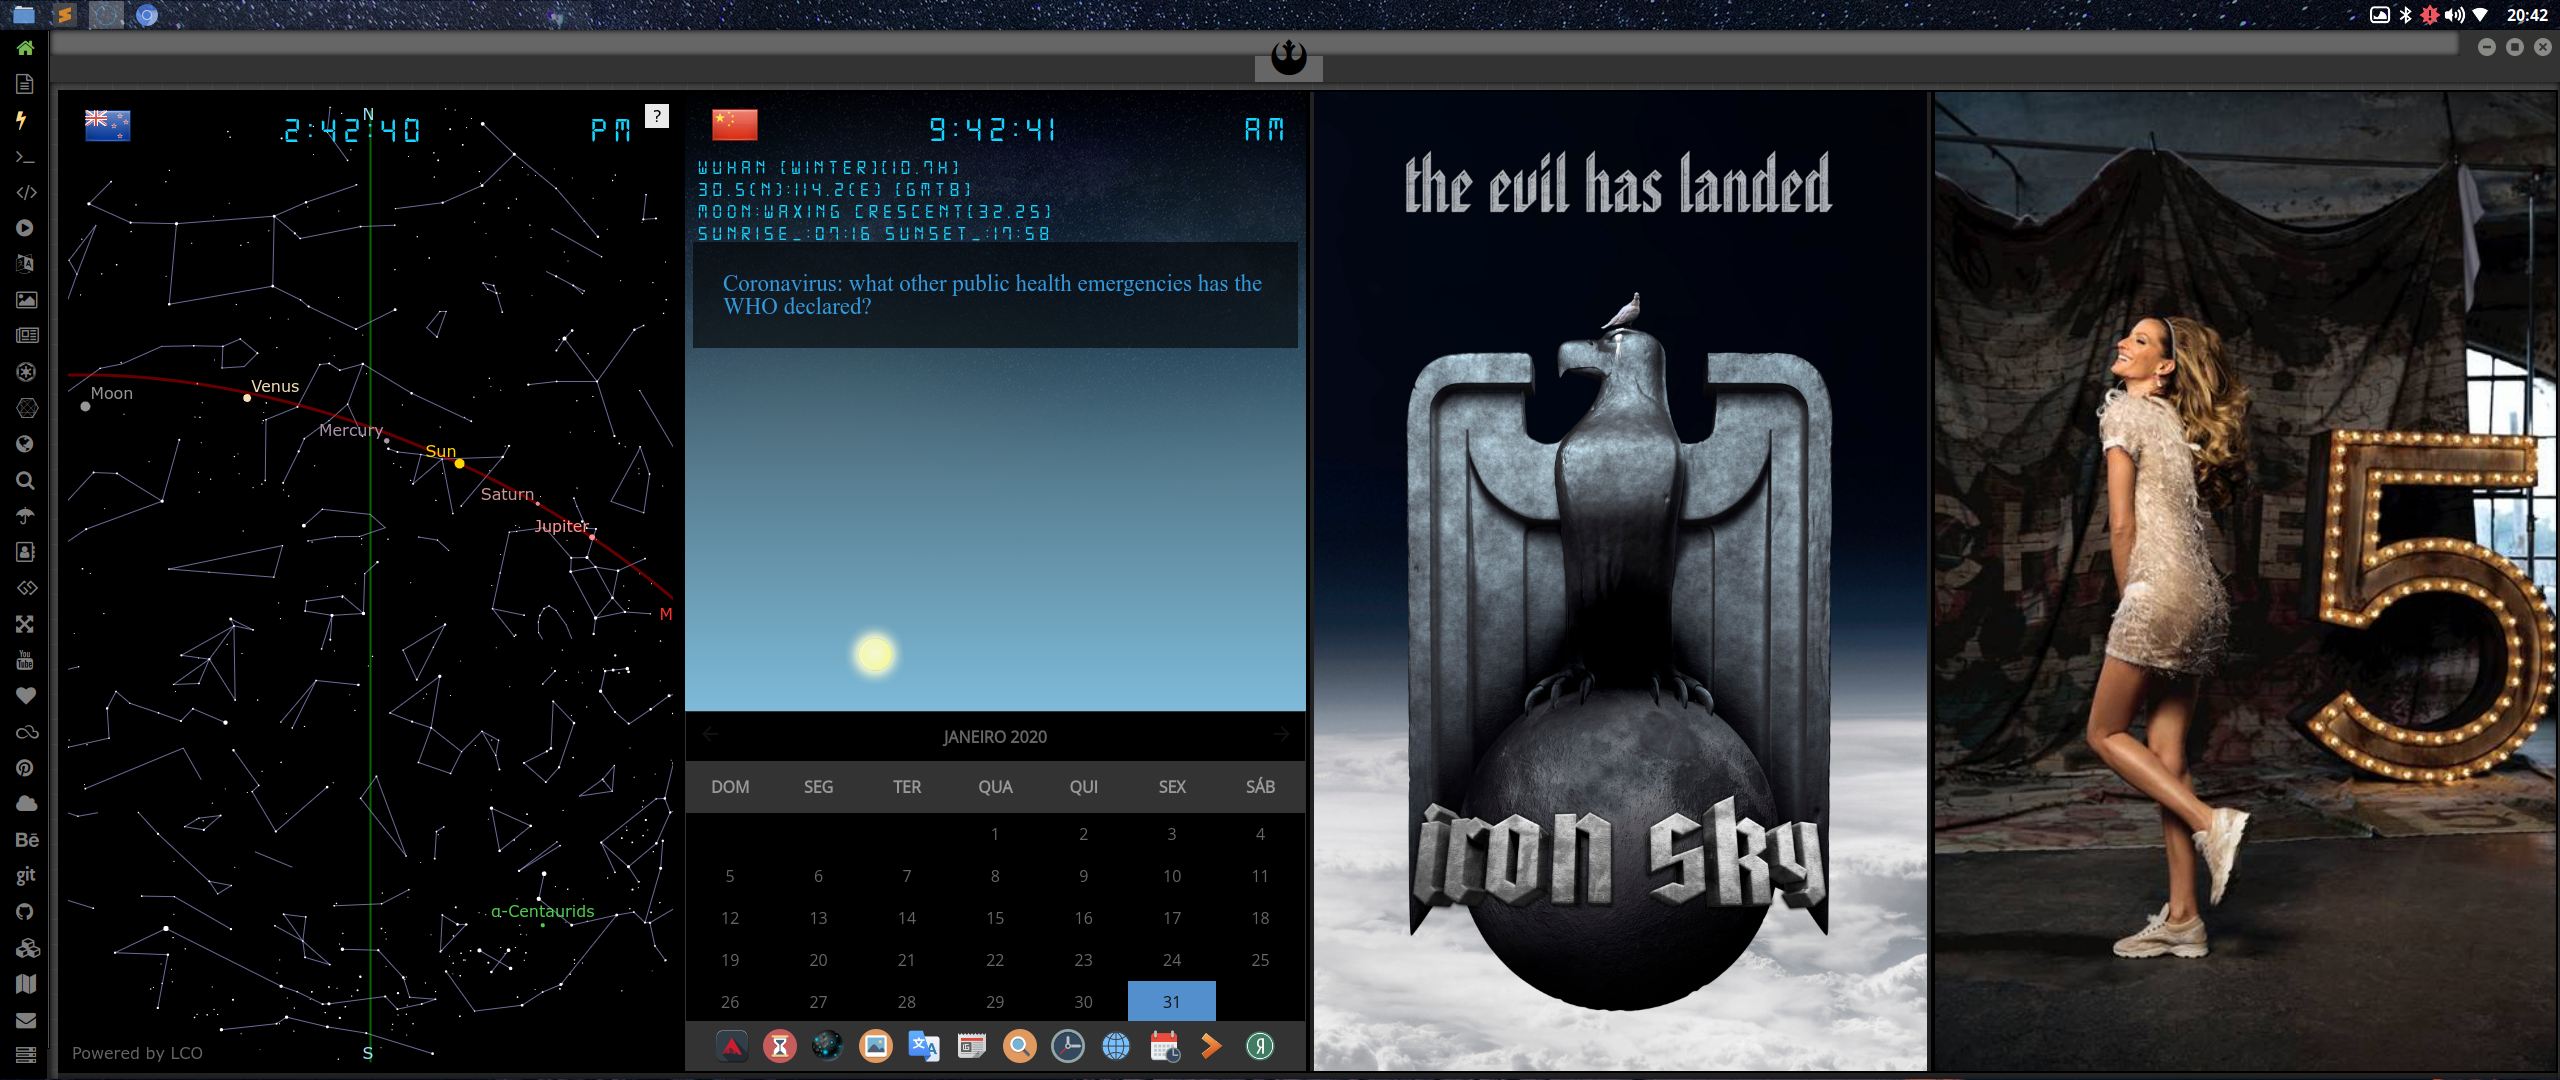 20:42
N
2:42:40 PM
?
Moon
Venus
Mercury
Sun
Saturn
Jupiter
M
α-Centaurids
Powered by LCO
S
9:42:41 AM
WUHAN [WINTER][10.7H]
30.5(N):114.2(E) [GMT8]
MOON:WAXING CRESCENT[32.25]
SUNRISE_:07:16 SUNSET_:17:58
Coronavirus: what other public health emergencies has the
WHO declared?
JANEIRO 2020
DOM SEG TER QUA QUI SEX SÁB
1 2 3 4
5 6 7 8 9 10 11
12 13 14 15 16 17 18
19 20 21 22 23 24 25
26 27 28 29 30 31
the evil has landed
iron sky
5
You
Tube
Bē
git